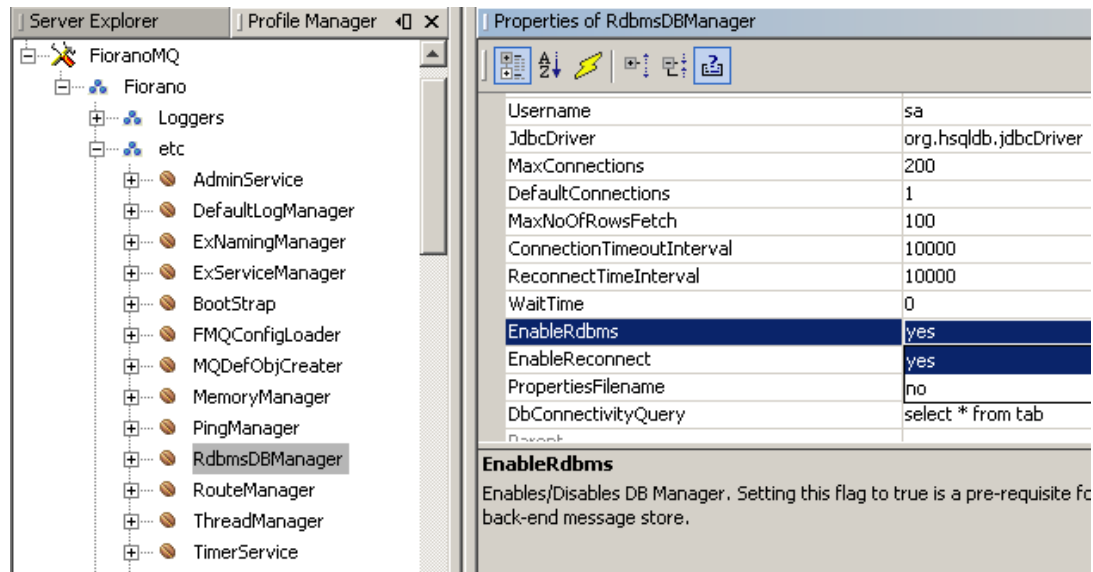 Server Explorer
Profile Manager
FioranoMQ
Fiorano
Loggers
etc
AdminService
DefaultLogManager
ExNamingManager
ExServiceManager
BootStrap
FMQConfigLoader
MQDefObjCreater
MemoryManager
PingManager
RdbmsDBManager
RouteManager
ThreadManager
TimerService
Properties of RdbmsDBManager
Username sa
JdbcDriver org.hsqldb.jdbcDriver
MaxConnections 200
DefaultConnections 1
MaxNoOfRowsFetch 100
ConnectionTimeoutInterval 10000
ReconnectTimeInterval 10000
WaitTime 0
EnableRdbms yes
EnableReconnect yes
PropertiesFilename no
DbConnectivityQuery select * from tab
EnableRdbms
Enables/Disables DB Manager. Setting this flag to true is a pre-requisite fo
back-end message store.